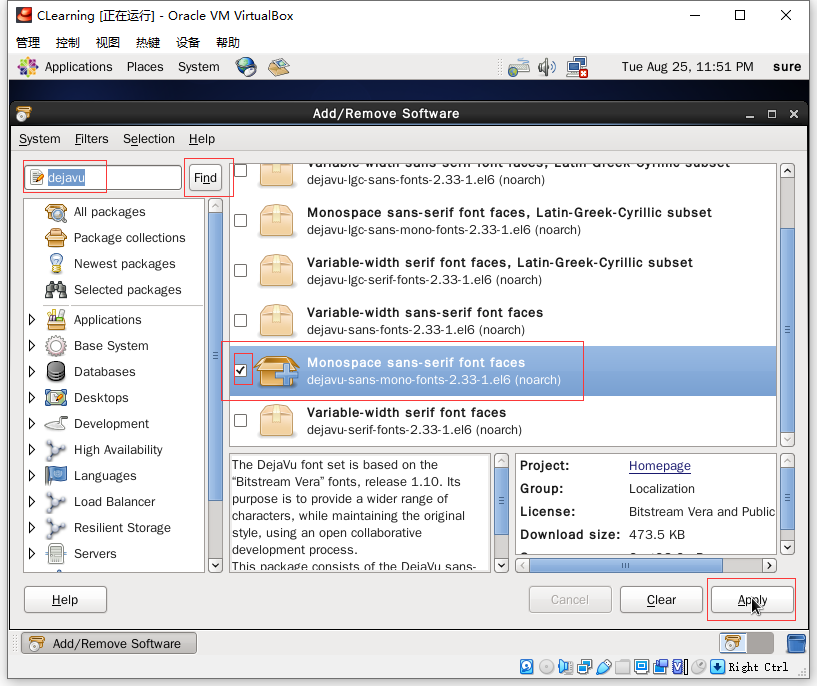 CLearning [正在运行] - Oracle VM VirtualBox
管理 控制 视图 热键 设备 帮助
Applications Places System Tue Aug 25, 11:51 PM sure
Add/Remove Software
System Filters Selection Help
dejavu Find
All packages
Package collections
Newest packages
Selected packages
Applications
Base System
Databases
Desktops
Development
High Availability
Languages
Load Balancer
Resilient Storage
Servers
Variable-width sans-serif font faces, Latin-Greek-Cyrillic subset
dejavu-lgc-sans-fonts-2.33-1.el6 (noarch)
Monospace sans-serif font faces, Latin-Greek-Cyrillic subset
dejavu-lgc-sans-mono-fonts-2.33-1.el6 (noarch)
Variable-width serif font faces, Latin-Greek-Cyrillic subset
dejavu-lgc-serif-fonts-2.33-1.el6 (noarch)
Variable-width sans-serif font faces
dejavu-sans-fonts-2.33-1.el6 (noarch)
Monospace sans-serif font faces
dejavu-sans-mono-fonts-2.33-1.el6 (noarch)
Variable-width serif font faces
dejavu-serif-fonts-2.33-1.el6 (noarch)
The DejaVu font set is based on the
“Bitstream Vera” fonts, release 1.10. Its
purpose is to provide a wider range of
characters, while maintaining the original
style, using an open collaborative
development process.
This package consists of the DejaVu sans-
Project: Homepage
Group: Localization
License: Bitstream Vera and Public
Download size: 473.5 KB
Help Cancel Clear Apply
Add/Remove Software
Right Ctrl